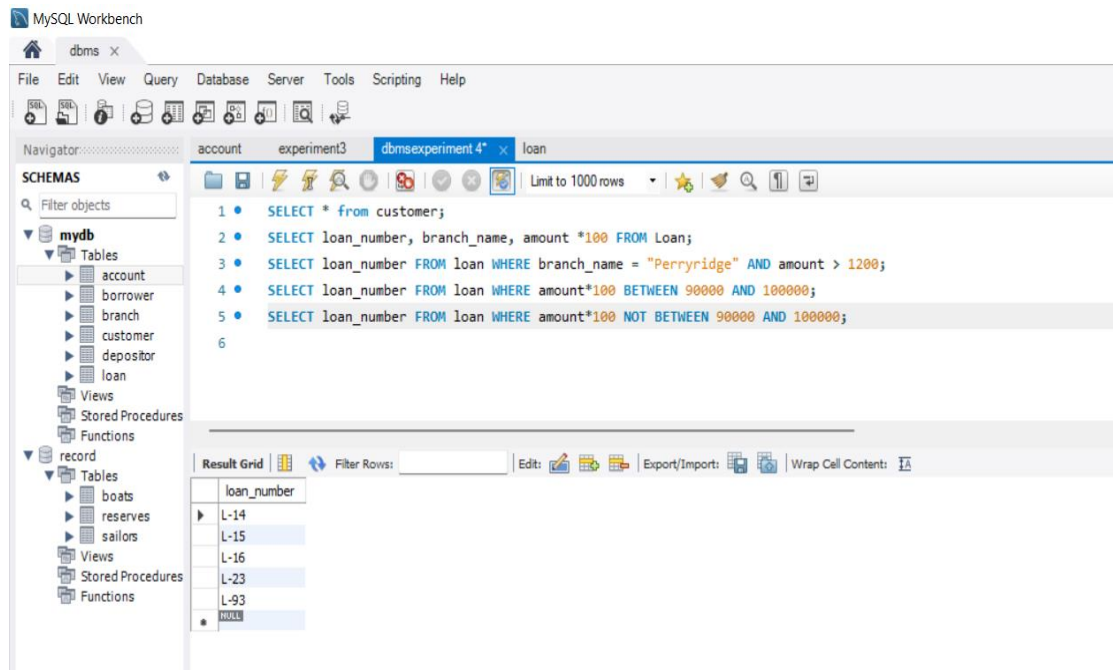 MySQL Workbench
dbms ×
File Edit View Query Database Server Tools Scripting Help
Navigator
account experiment3 dbmsexperiment 4* × loan
SCHEMAS
Limit to 1000 rows
Filter objects
mydb
Tables
account
borrower
branch
customer
depositor
loan
Views
Stored Procedures
Functions
record
Tables
boats
reserves
sailors
Views
Stored Procedures
Functions
1 SELECT * from customer;
2 SELECT loan_number, branch_name, amount *100 FROM Loan;
3 SELECT loan_number FROM loan WHERE branch_name = "Perryridge" AND amount > 1200;
4 SELECT loan_number FROM loan WHERE amount*100 BETWEEN 90000 AND 100000;
5 SELECT loan_number FROM loan WHERE amount*100 NOT BETWEEN 90000 AND 100000;
6
Result Grid Filter Rows: Edit: Export/Import: Wrap Cell Content: IA
loan_number
L-14
L-15
L-16
L-23
L-93
NULL